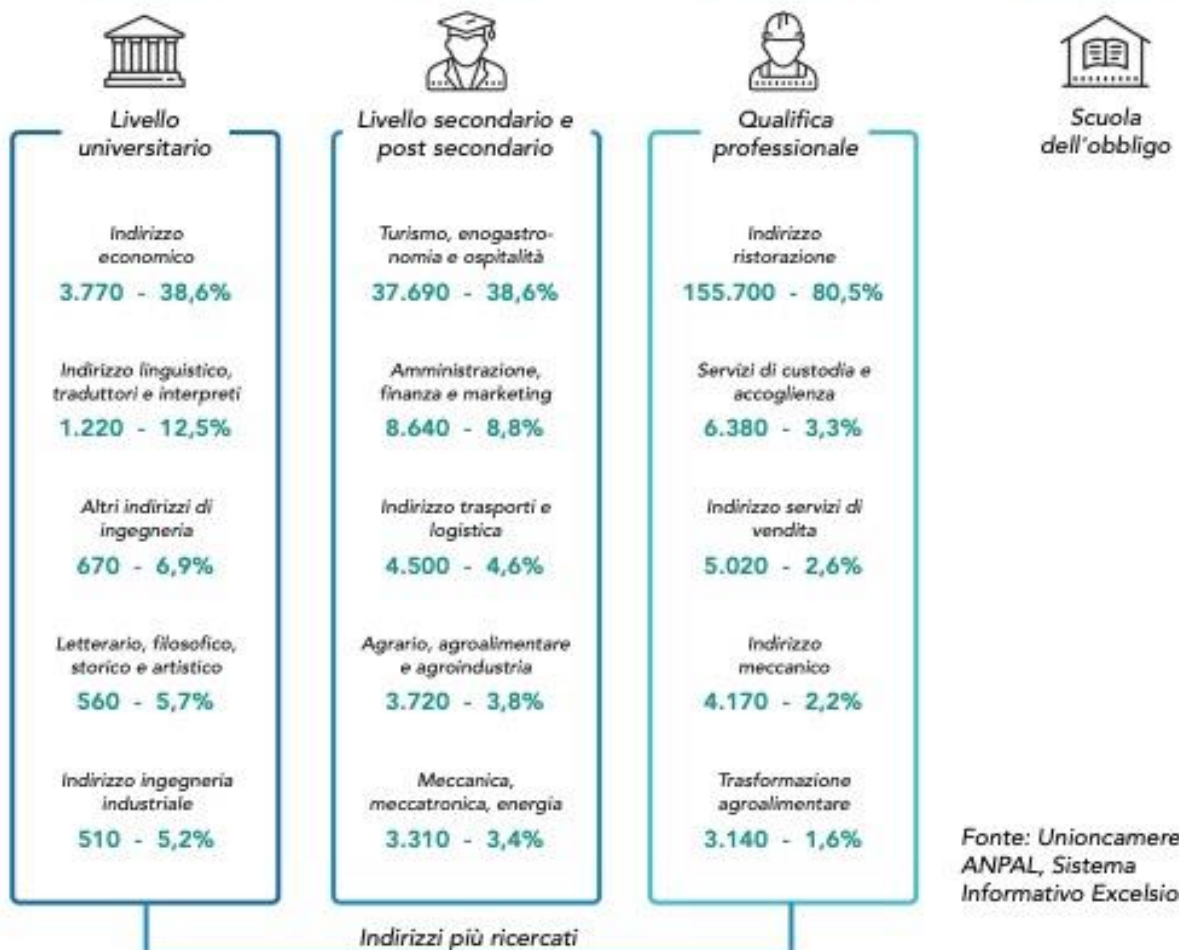 Livello
universitario
Indirizzo
economico
3.770 - 38,6%
Indirizzo linguistico,
traduttori e interpreti
1.220 - 12,5%
Altri indirizzi di
ingegneria
670 - 6,9%
Letterario, filosofico,
storico e artistico
560 - 5,7%
Indirizzo ingegneria
industriale
510 - 5,2%
Livello secondario e
post secondario
Turismo, enogastro-
nomia e ospitalità
37.690 - 38,6%
Amministrazione,
finanza e marketing
8.640 - 8,8%
Indirizzo trasporti e
logistica
4.500 - 4,6%
Agrario, agroalimentare
e agroindustria
3.720 - 3,8%
Meccanica,
meccatronica, energia
3.310 - 3,4%
Qualifica
professionale
Indirizzo
ristorazione
155.700 - 80,5%
Servizi di custodia e
accoglienza
6.380 - 3,3%
Indirizzo servizi di
vendita
5.020 - 2,6%
Indirizzo
meccanico
4.170 - 2,2%
Trasformazione
agroalimentare
3.140 - 1,6%
Scuola
dell'obbligo
Fonte: Unioncamere
ANPAL, Sistema
Informativo Excelsio
Indirizzi più ricercati